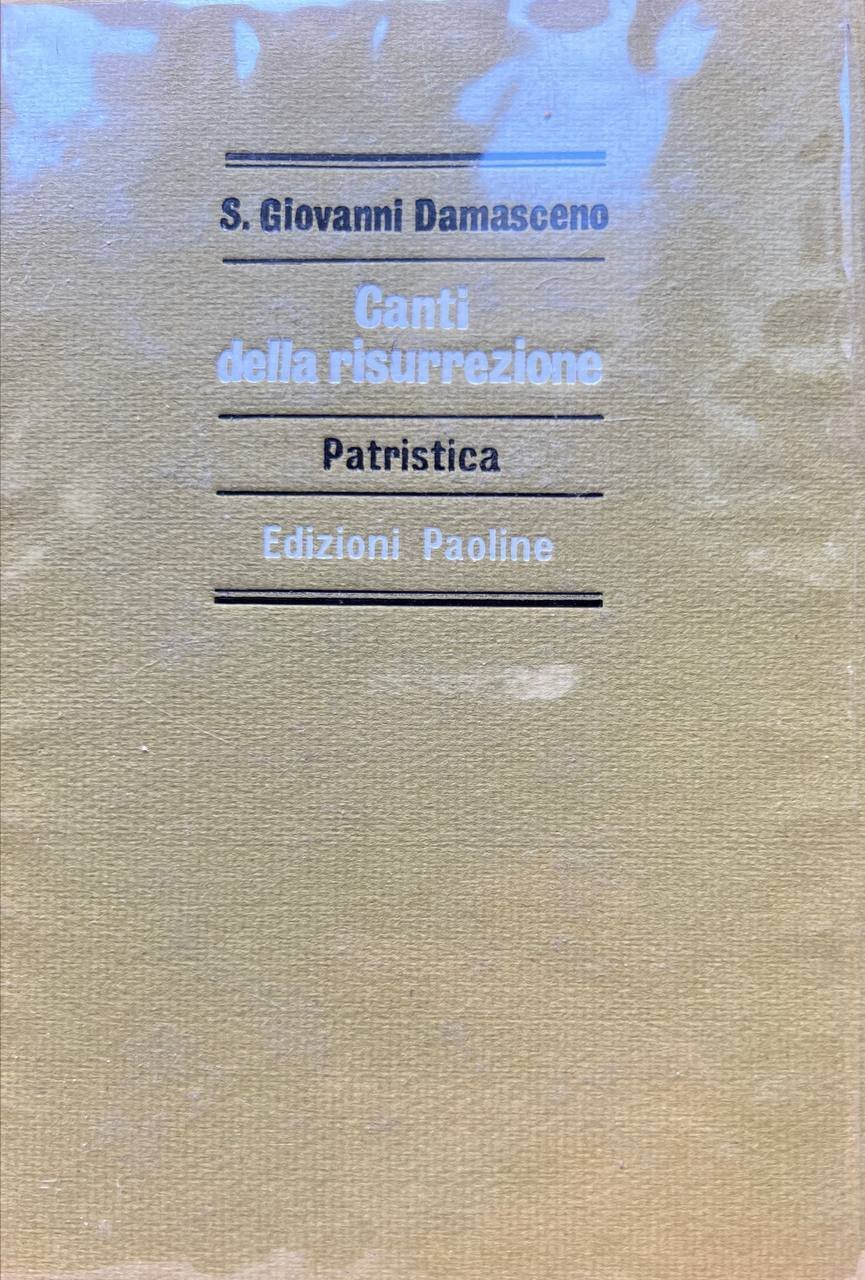 S. Giovanni Damasceno
Canti
della risurrezione
Patristica
Edizioni Paoline